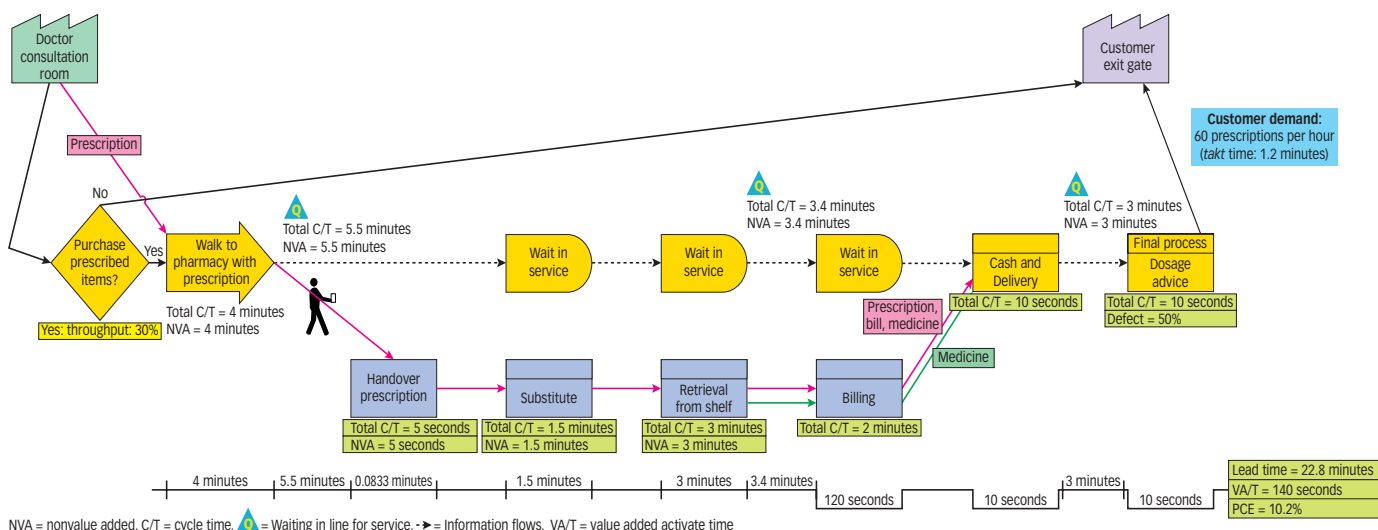 Doctor
consultation
room
Customer
exit gate
Customer demand:
60 prescriptions per hour
(takt time: 1.2 minutes)
Prescription
No
Q
Total C/T = 5.5 minutes
NVA = 5.5 minutes
Q
Total C/T = 3.4 minutes
NVA = 3.4 minutes
Q
Total C/T = 3 minutes
NVA = 3 minutes
Purchase
prescribed
items?
Yes
Walk to
pharmacy with
prescription
Wait in
service
Wait in
service
Wait in
service
Cash and
Delivery
Final process
Dosage
advice
Yes: throughput: 30%
Total C/T = 4 minutes
NVA = 4 minutes
Total C/T = 10 seconds
Total C/T = 10 seconds
Defect = 50%
Prescription,
bill, medicine
Medicine
Handover
prescription
Substitute
Retrieval
from shelf
Billing
Total C/T = 5 seconds
NVA = 5 seconds
Total C/T = 1.5 minutes
NVA = 1.5 minutes
Total C/T = 3 minutes
NVA = 3 minutes
Total C/T = 2 minutes
4 minutes
5.5 minutes
0.0833 minutes
1.5 minutes
3 minutes
3.4 minutes
120 seconds
10 seconds
3 minutes
10 seconds
Lead time = 22.8 minutes
VA/T = 140 seconds
PCE = 10.2%
NVA = nonvalue added, C/T = cycle time, Q = Waiting in line for service, = Information flows, VA/T = value added activate time